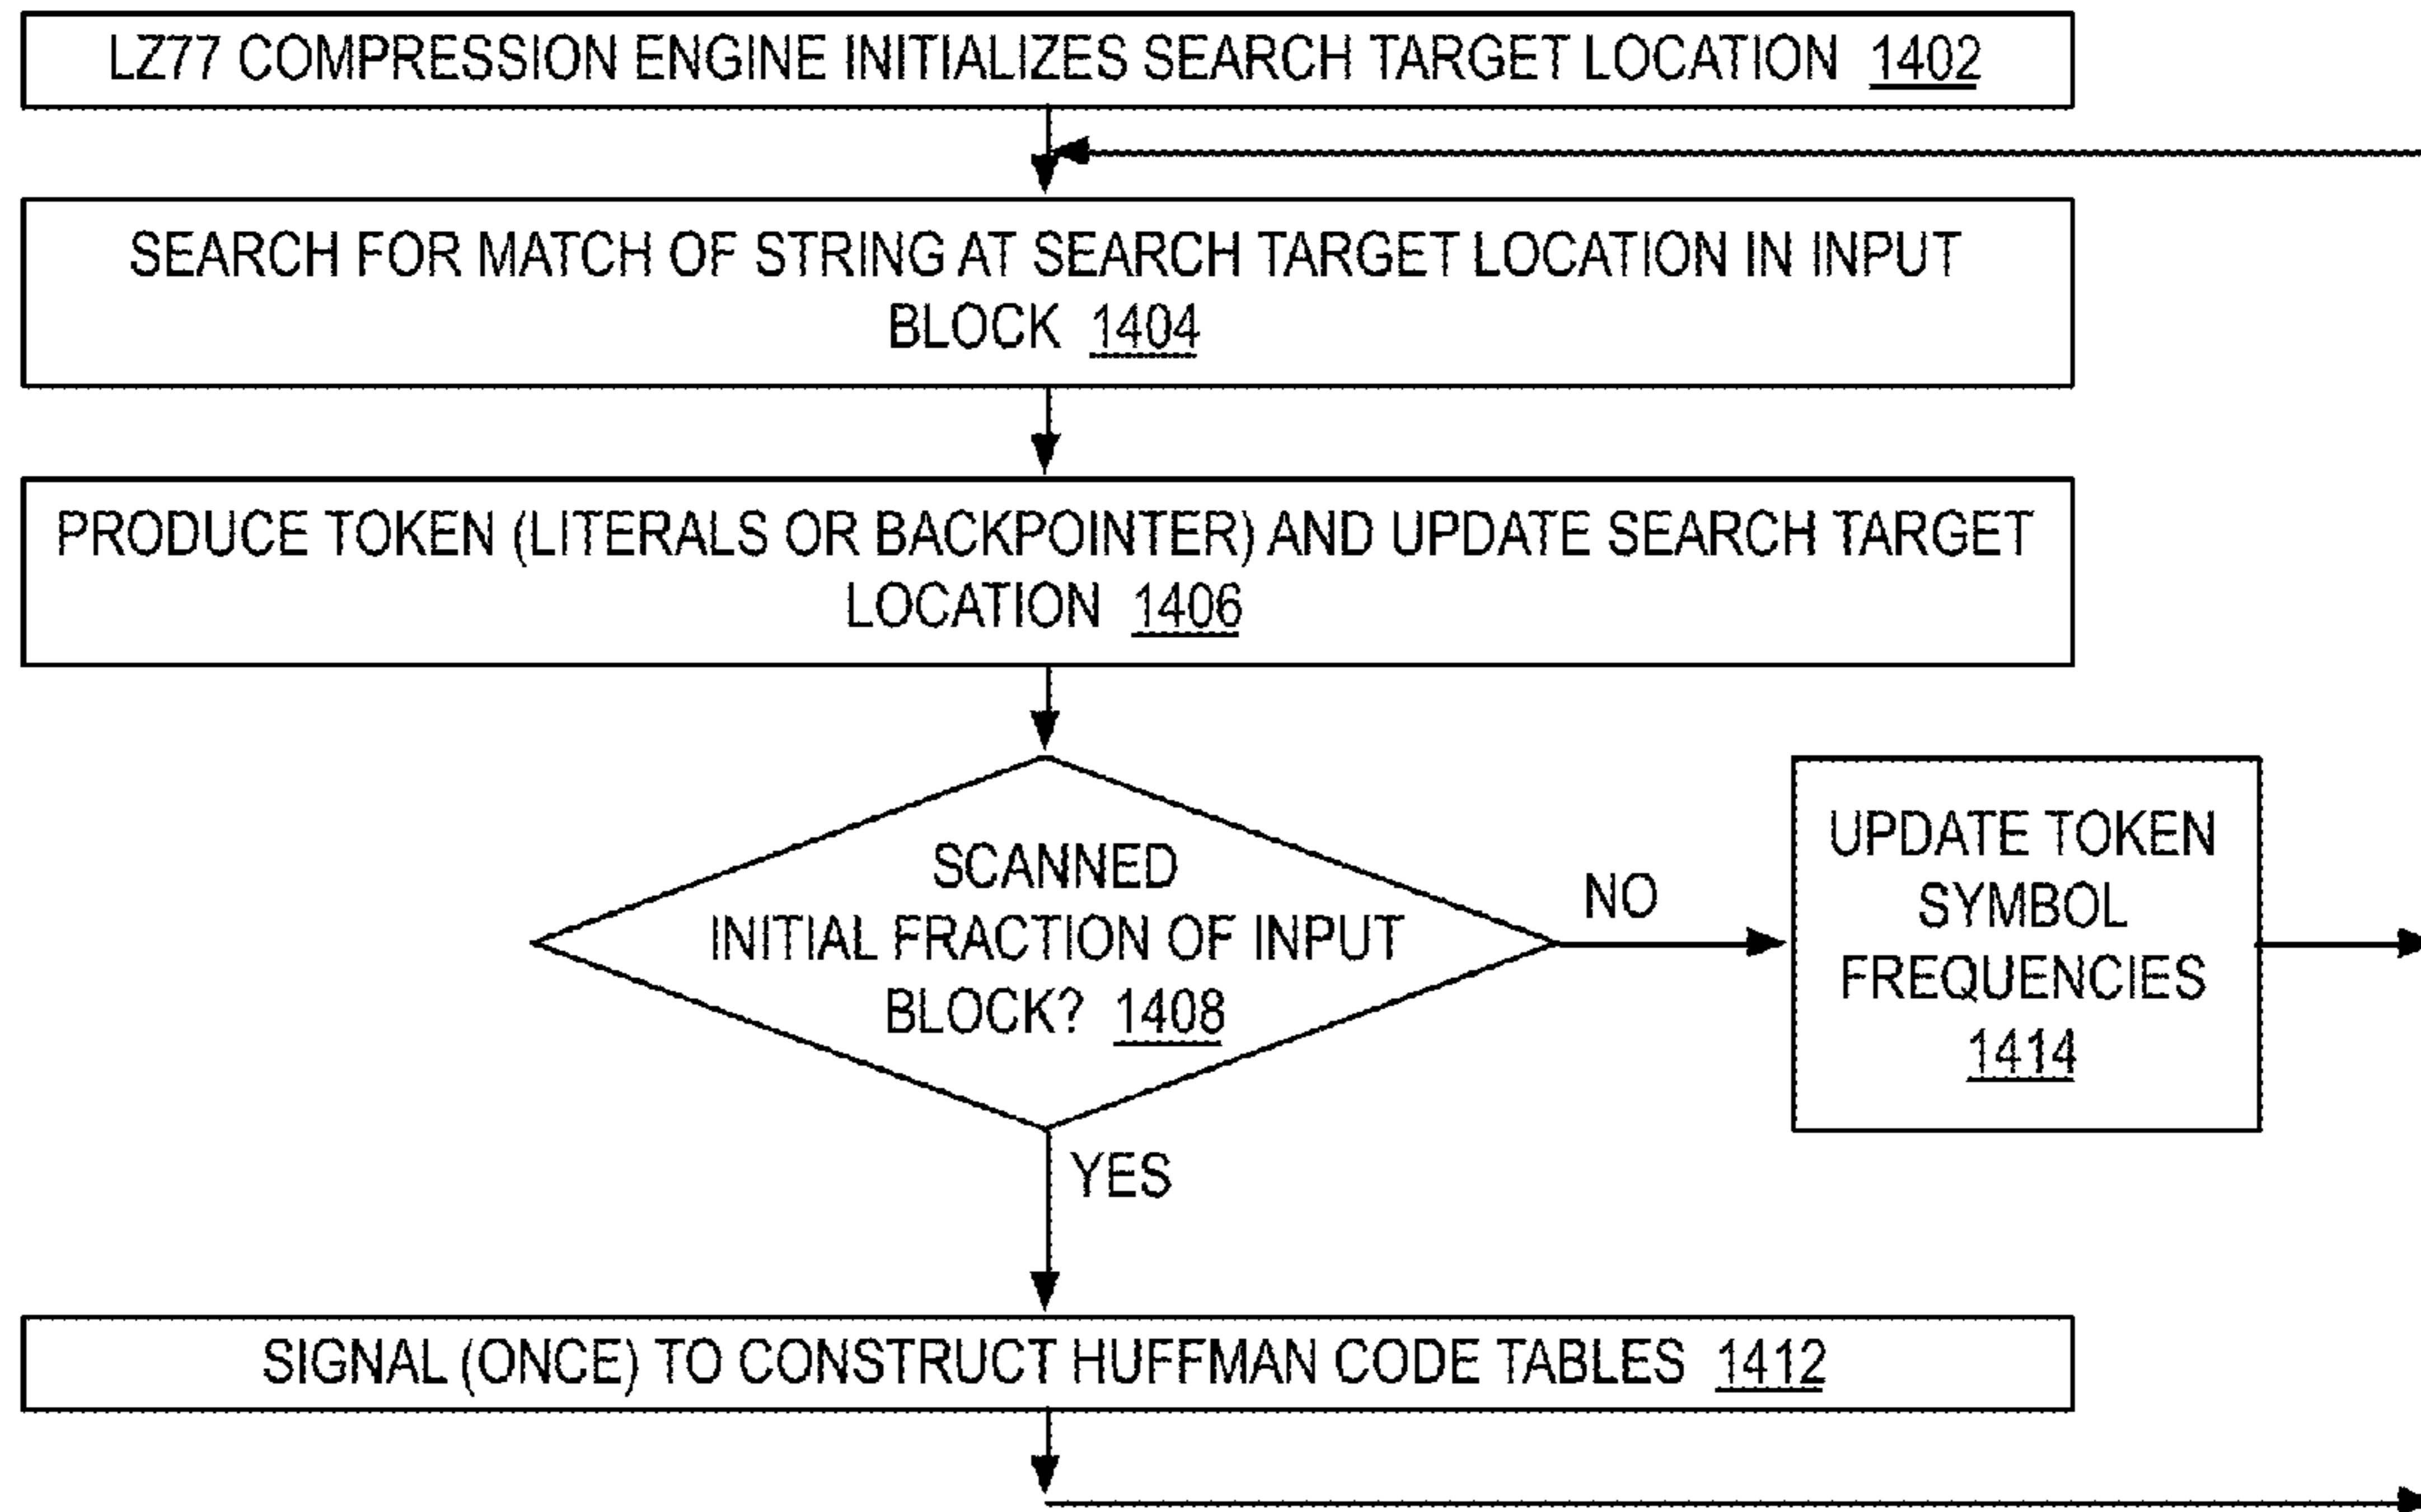 LZ77 COMPRESSION ENGINE INITIALIZES SEARCH TARGET LOCATION 1402
SEARCH FOR MATCH OF STRING AT SEARCH TARGET LOCATION IN INPUT
BLOCK 1404
PRODUCE TOKEN (LITERALS OR BACKPOINTER) AND UPDATE SEARCH TARGET
LOCATION 1406
SCANNED
INITIAL FRACTION OF INPUT
BLOCK? 1408
NO
UPDATE TOKEN
SYMBOL
FREQUENCIES
1414
YES
SIGNAL (ONCE) TO CONSTRUCT HUFFMAN CODE TABLES 1412